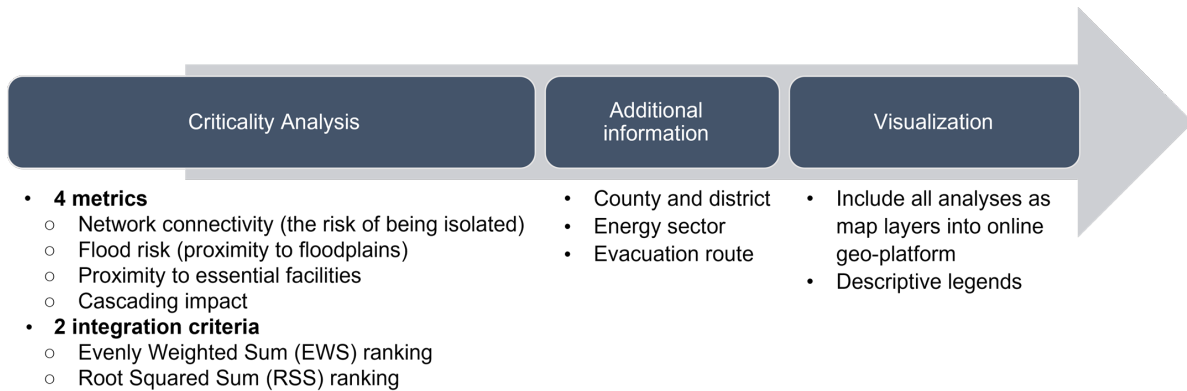 Criticality Analysis
Additional
information
Visualization
• 4 metrics
○ Network connectivity (the risk of being isolated)
○ Flood risk (proximity to floodplains)
○ Proximity to essential facilities
○ Cascading impact
• 2 integration criteria
○ Evenly Weighted Sum (EWS) ranking
○ Root Squared Sum (RSS) ranking
• County and district
• Energy sector
• Evacuation route
• Include all analyses as
map layers into online
geo-platform
• Descriptive legends